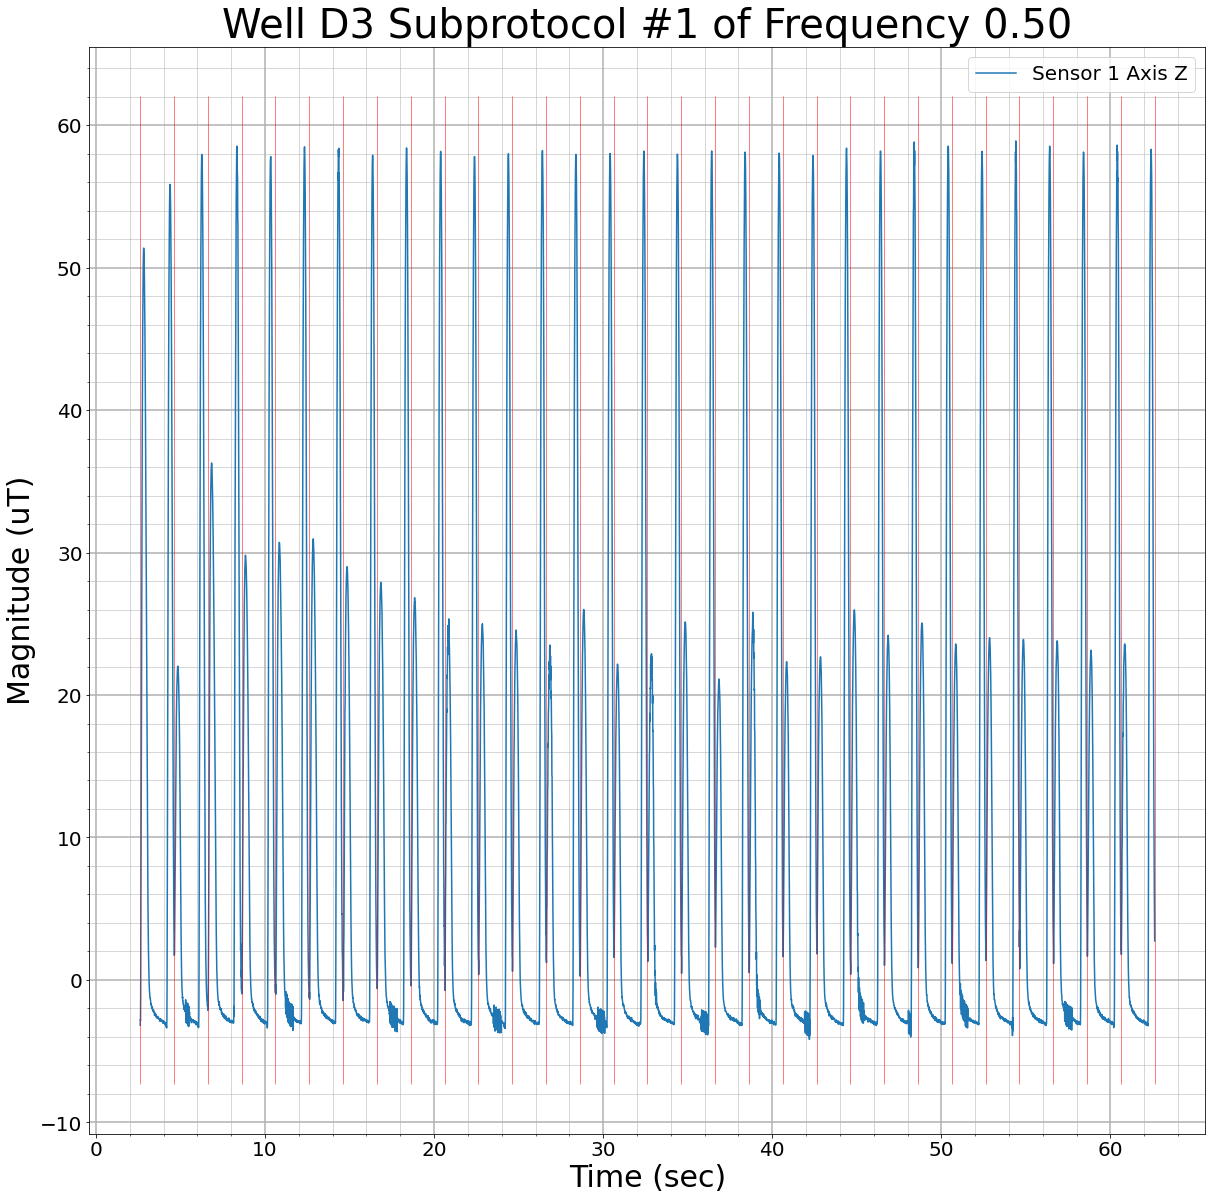 Well D3 Subprotocol #1 of Frequency 0.50
Sensor 1 Axis Z
60
50
40
30
20
10
0
−10
Magnitude (uT)
0 10 20 30 40 50 60
Time (sec)